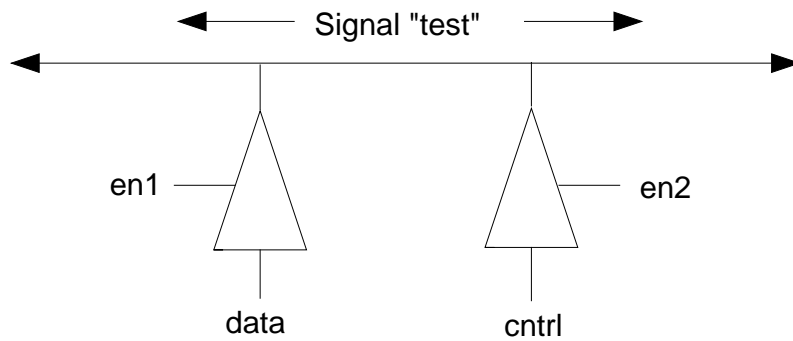 Signal "test"
en1
en2
data
cntrl